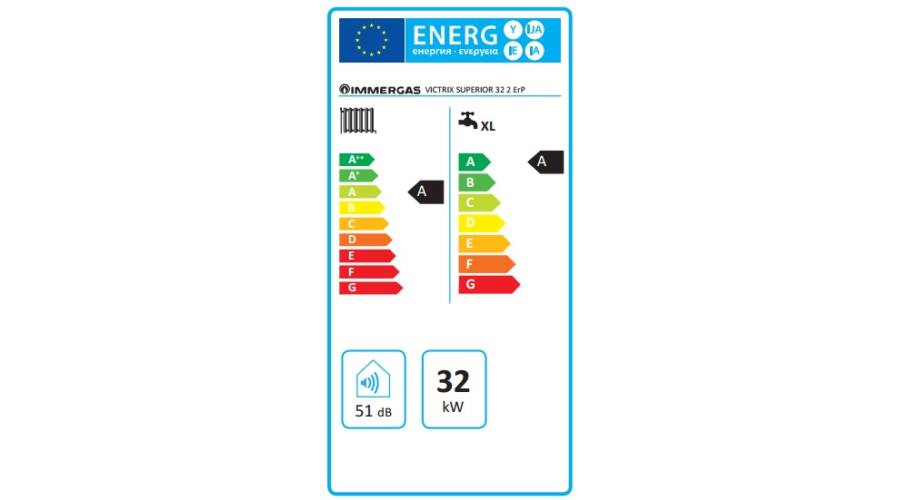 ENERG Y IJA
енергия · ενεργεια IE IA
IMMERGAS VICTRIX SUPERIOR 32 2 ErP
XL
A++
A+
A
B
C
D
E
F
G
A
A
B
C
D
E
F
G
A
51 dB
32
kW